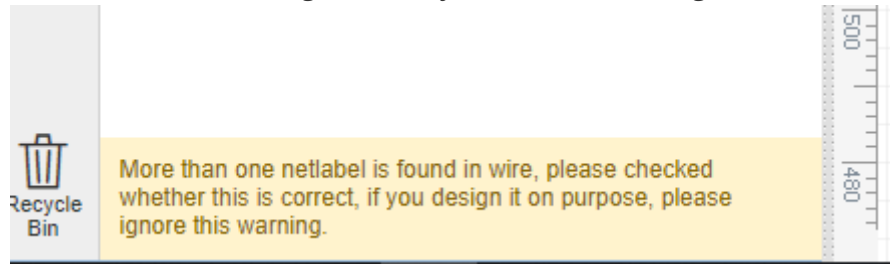 500
More than one netlabel is found in wire, please checked
whether this is correct, if you design it on purpose, please
ignore this warning.
Recycle
Bin
480